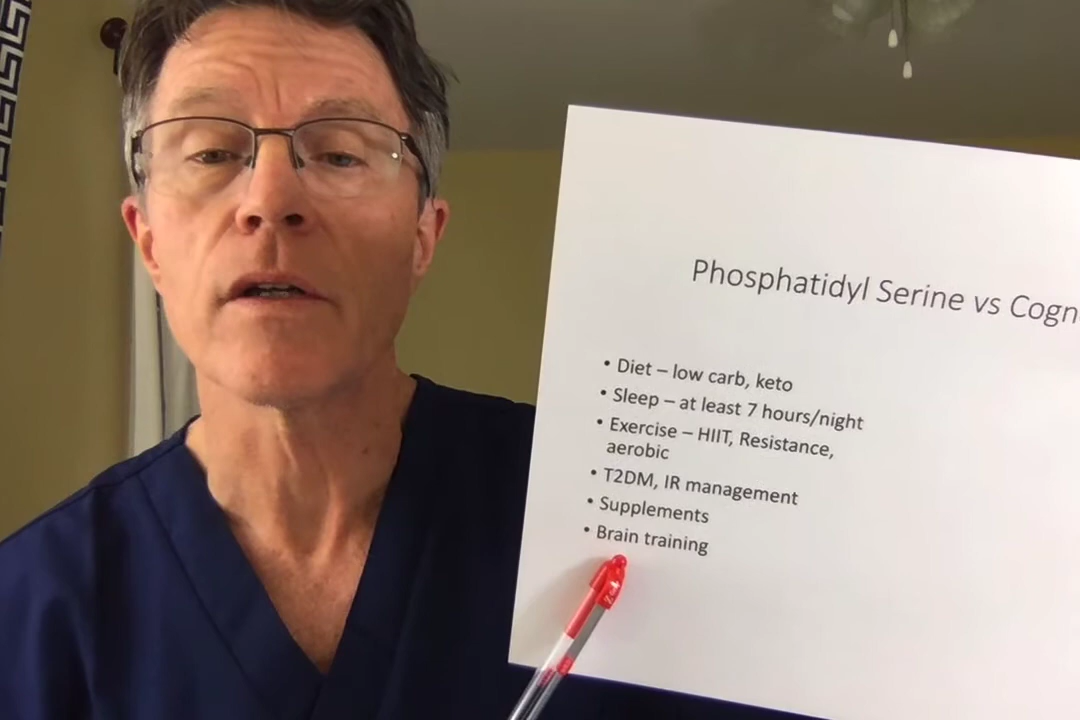 Phosphatidyl Serine vs Cogn
• Diet – low carb, keto
• Sleep – at least 7 hours/night
• Exercise – HIIT, Resistance,
aerobic
• T2DM, IR management
• Supplements
• Brain training